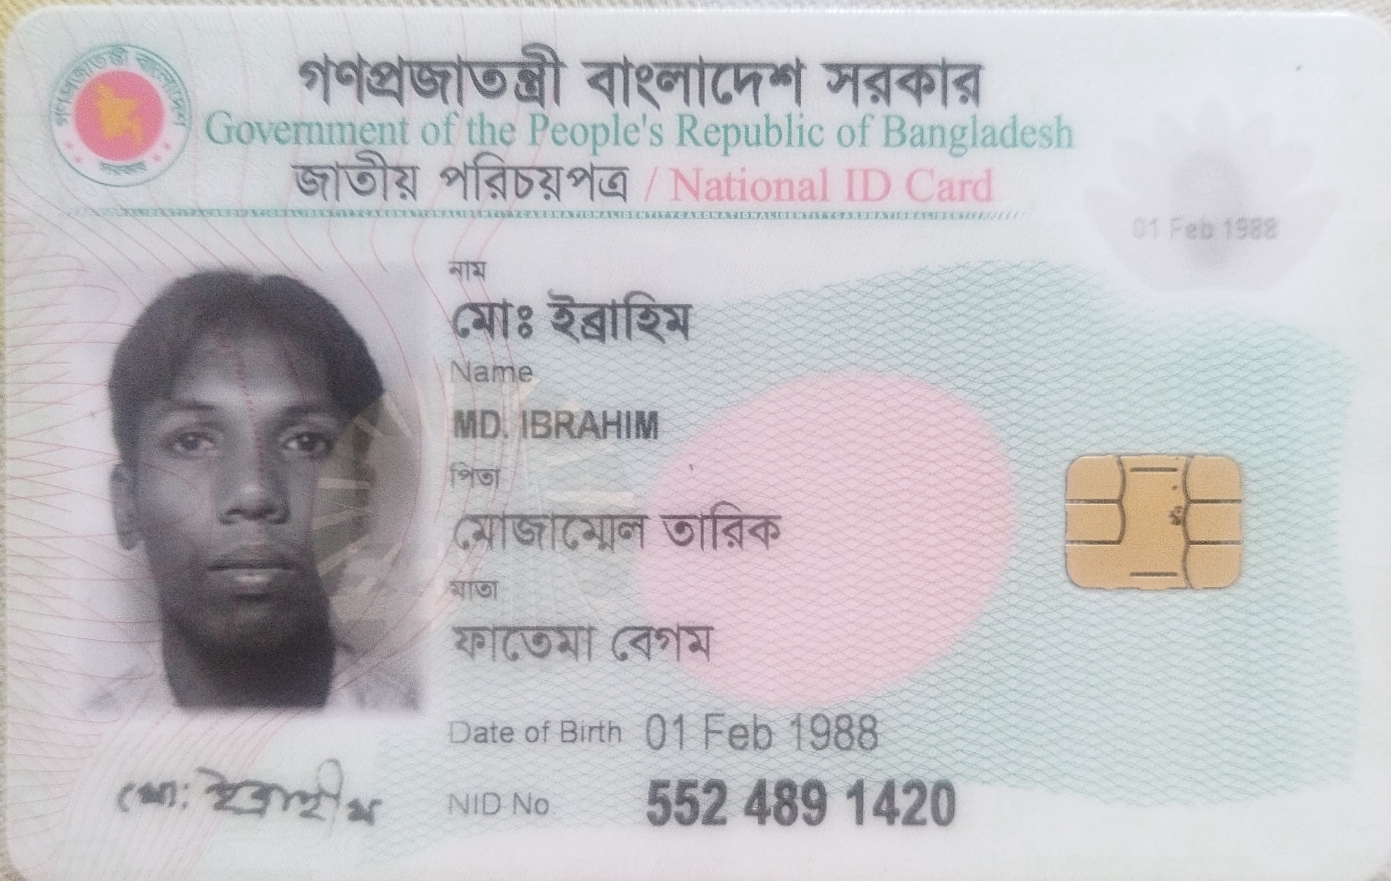 গণপ্রজাতন্ত্রী বাংলাদেশ সরকার
Government of the People's Republic of Bangladesh
জাতীয় পরিচয়পত্র / National ID Card
01 Feb 1988
নাম
মোঃ ইব্রাহিম
Name
MD. IBRAHIM
পিতা
মোজাম্মেল তারিক
মাতা
ফাতেমা বেগম
Date of Birth 01 Feb 1988
মো: ইব্রাহীম
NID No. 552 489 1420